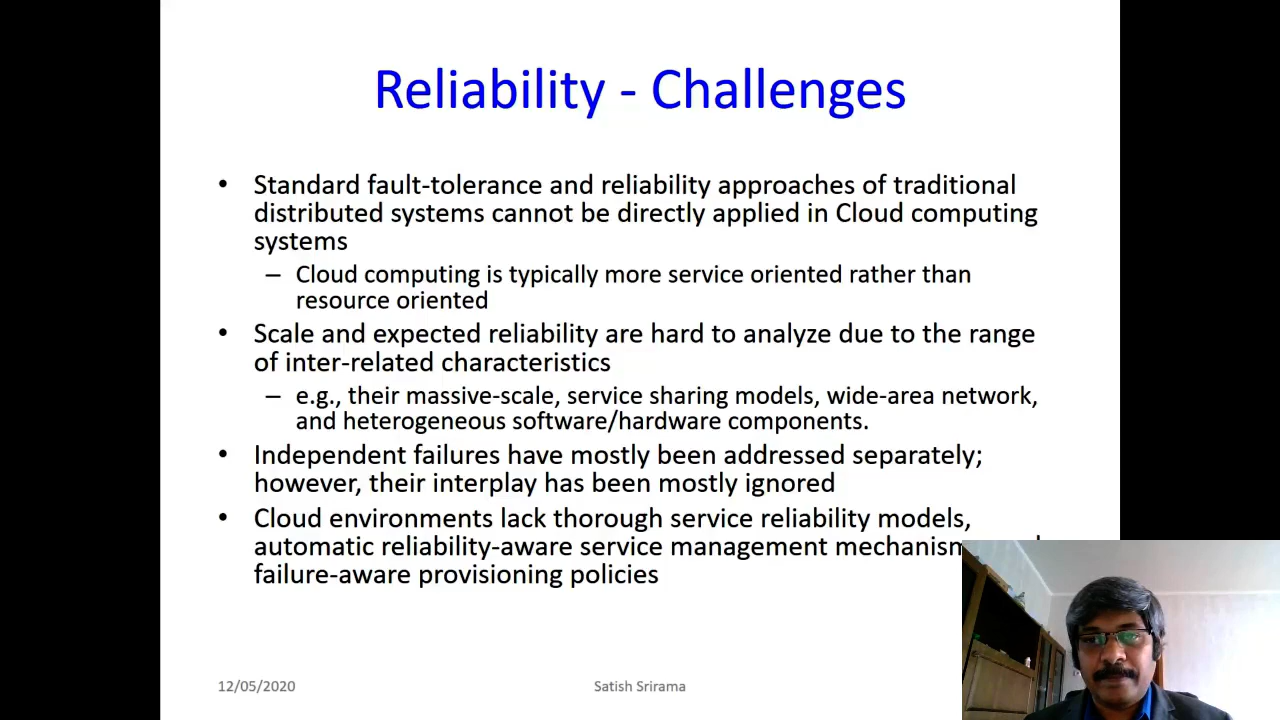 Reliability - Challenges
• Standard fault-tolerance and reliability approaches of traditional
distributed systems cannot be directly applied in Cloud computing
systems
– Cloud computing is typically more service oriented rather than
resource oriented
• Scale and expected reliability are hard to analyze due to the range
of inter-related characteristics
– e.g., their massive-scale, service sharing models, wide-area network,
and heterogeneous software/hardware components.
• Independent failures have mostly been addressed separately;
however, their interplay has been mostly ignored
• Cloud environments lack thorough service reliability models,
automatic reliability-aware service management
failure-aware provisioning policies
12/05/2020
Satish Srirama